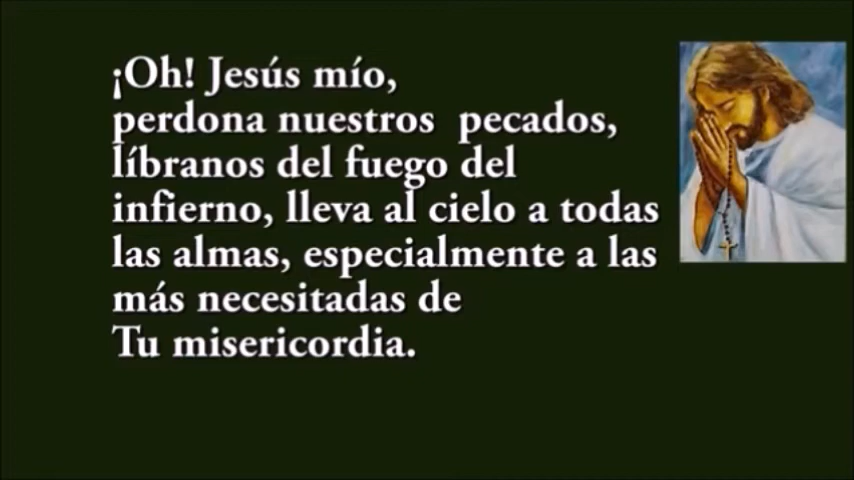 ¡Oh! Jesús mío,
perdona nuestros pecados,
líbranos del fuego del
infierno, lleva al cielo a todas
las almas, especialmente a las
más necesitadas de
Tu misericordia.